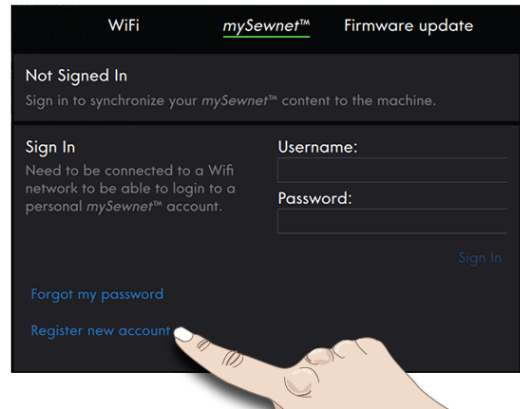 WiFi mySewnet™ Firmware update
Not Signed In
Sign in to synchronize your mySewnet™ content to the machine.
Sign In
Need to be connected to a Wifi
network to be able to login to a
personal mySewnet™ account.
Username:
Password:
Sign In
Forgot my password
Register new account